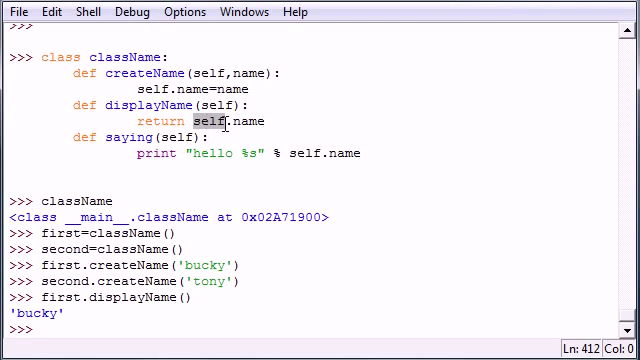 File Edit Shell Debug Options Windows Help
>>>
>>> class className:
def createName(self,name):
self.name=name
def displayName(self):
return self.name
def saying(self):
print "hello %s" % self.name
>>> className
<class __main__.className at 0x02A71900>
>>> first=className()
>>> second=className()
>>> first.createName('bucky')
>>> second.createName('tony')
>>> first.displayName()
'bucky'
>>>
Ln: 412 Col: 0